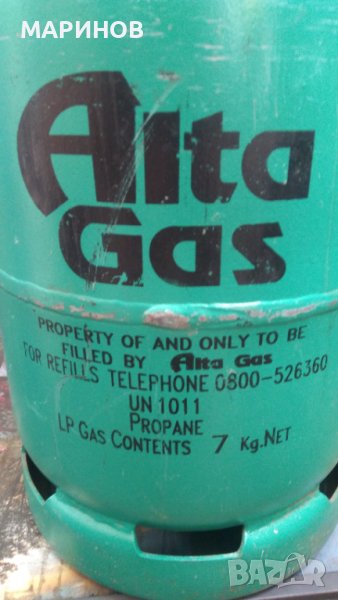 МАРИНОВ
Alta
Gas
PROPERTY OF AND ONLY TO BE
FILLED BY Alta Gas
FOR REFILLS TELEPHONE 0800-526360
UN 1011
PROPANE
LP GAS CONTENTS 7 KG.NET
BAZAR